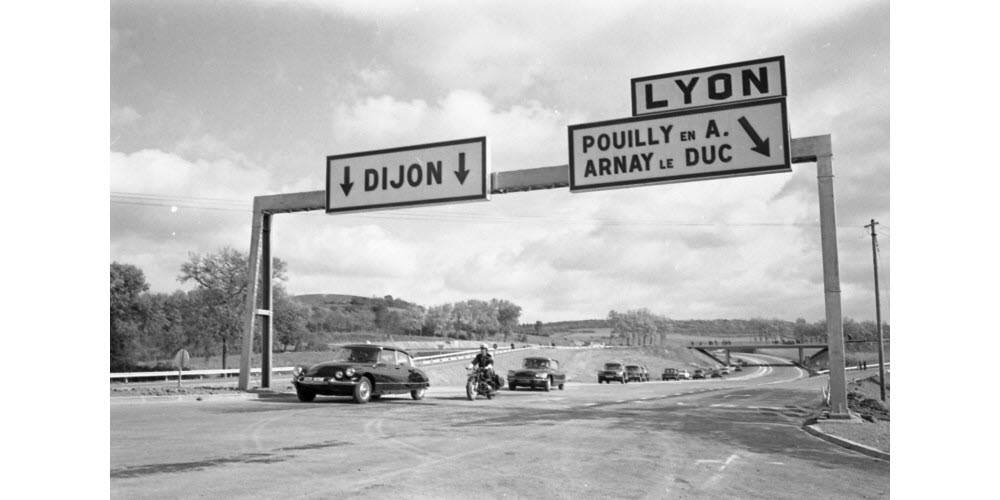 DIJON
LYON
POUILLY EN A.
ARNAY LE DUC